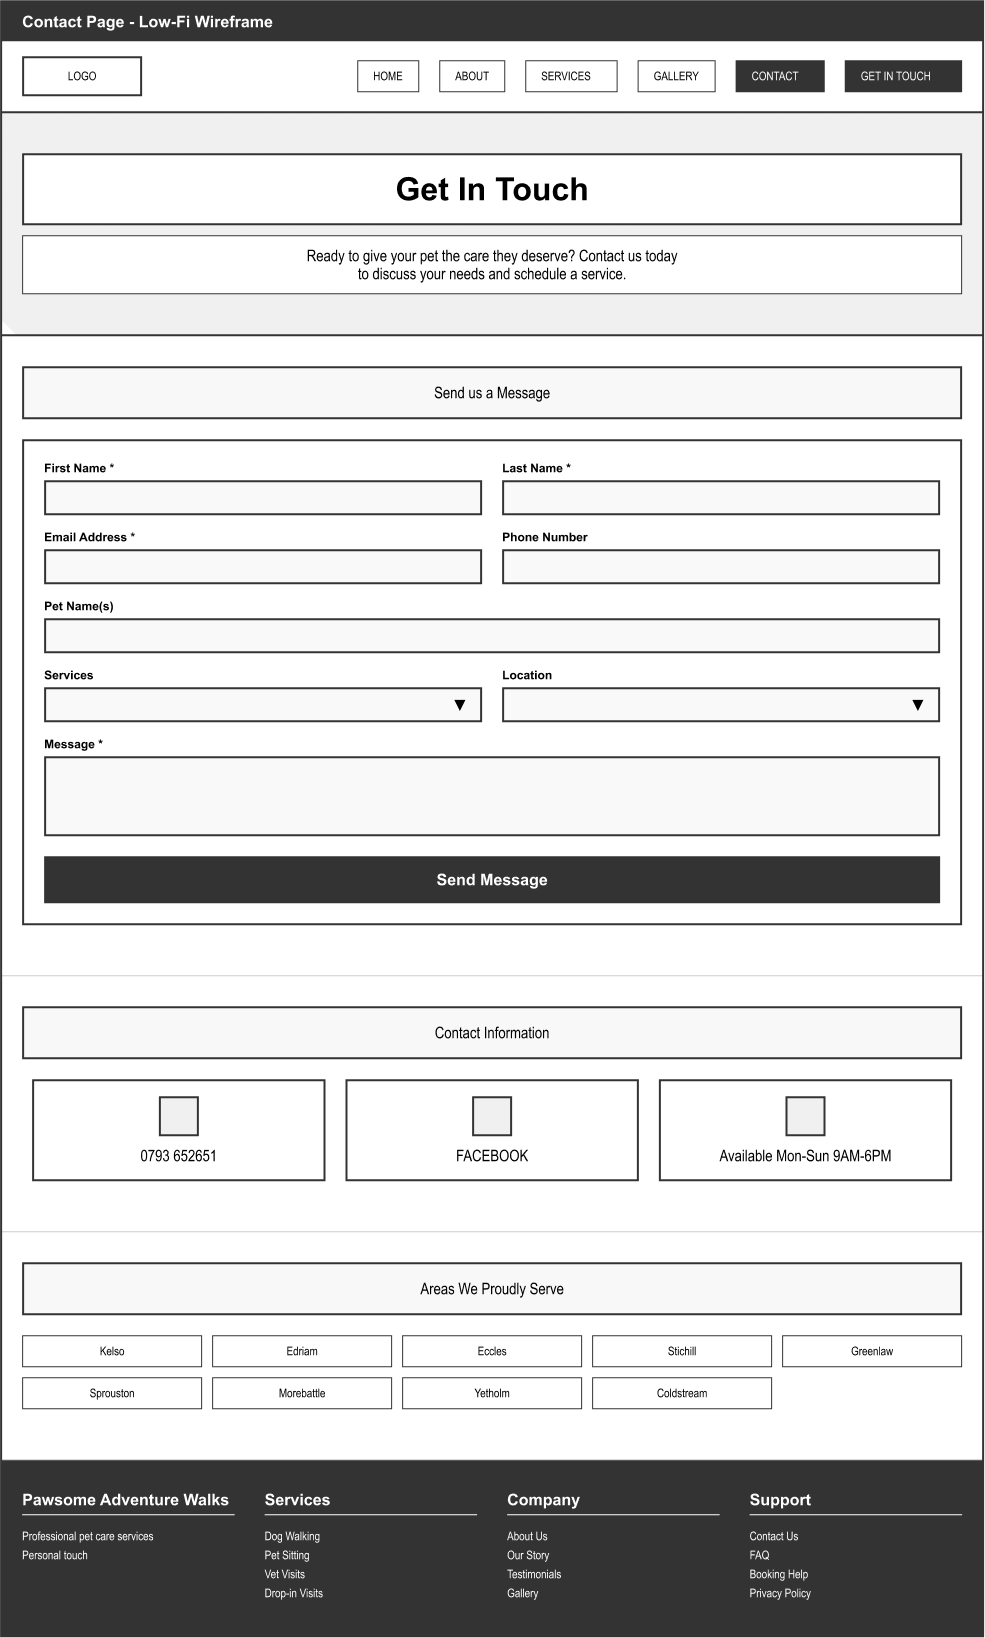 Contact Page - Low-Fi Wireframe
LOGO
HOME
ABOUT
SERVICES
GALLERY
CONTACT
GET IN TOUCH
Get In Touch
Ready to give your pet the care they deserve? Contact us today
to discuss your needs and schedule a service.
Send us a Message
First Name *
Last Name *
Email Address *
Phone Number
Pet Name(s)
Services
Location
Message *
Send Message
Contact Information
0793 652651
FACEBOOK
Available Mon-Sun 9AM-6PM
Areas We Proudly Serve
Kelso
Edriam
Eccles
Stichill
Greenlaw
Sprouston
Morebattle
Yetholm
Coldstream
Pawsome Adventure Walks
Professional pet care services
Personal touch
Services
Dog Walking
Pet Sitting
Vet Visits
Drop-in Visits
Company
About Us
Our Story
Testimonials
Gallery
Support
Contact Us
FAQ
Booking Help
Privacy Policy